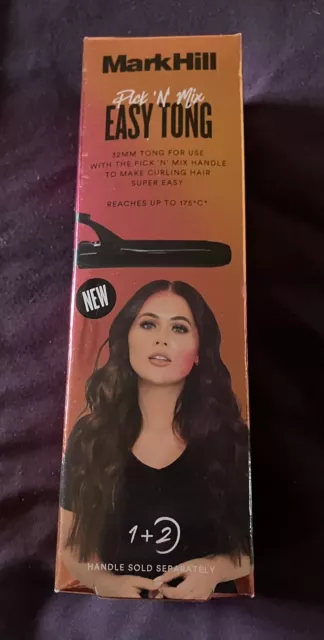 MarkHill
Pick 'N' Mix
EASY TONG
32MM TONG FOR USE
WITH THE PICK 'N' MIX HANDLE
TO MAKE CURLING HAIR
SUPER EASY
REACHES UP TO 175°C*
NEW
1+2
HANDLE SOLD SEPARATELY